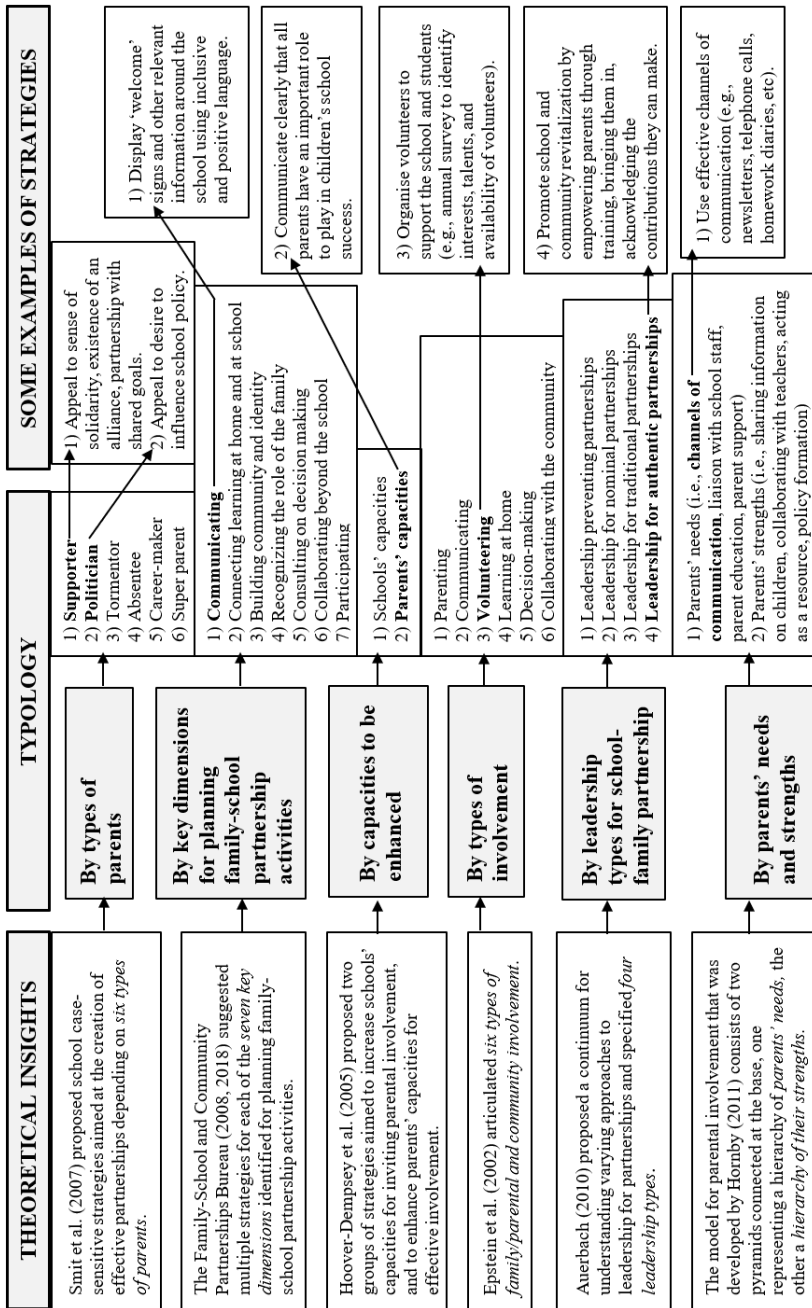 THEORETICAL INSIGHTS
TYPOLOGY
SOME EXAMPLES OF STRATEGIES
Smit et al. (2007) proposed school case-
sensitive strategies aimed at the creation of
effective partnerships depending on six types
of parents.
By types of
parents
1) Supporter
2) Politician
3) Tormentor
4) Absentee
5) Career-maker
6) Super parent
1) Appeal to sense of
solidarity, existence of an
alliance, partnership with
shared goals.
2) Appeal to desire to
influence school policy.
The Family-School and Community
Partnerships Bureau (2008, 2018) suggested
multiple strategies for each of the seven key
dimensions identified for planning family-
school partnership activities.
By key dimensions
for planning
family-school
partnership
activities
1) Communicating
2) Connecting learning at home and at school
3) Building community and identity
4) Recognizing the role of the family
5) Consulting on decision making
6) Collaborating beyond the school
7) Participating
1) Display ‘welcome’
signs and other relevant
information around the
school using inclusive
and positive language.
Hoover-Dempsey et al. (2005) proposed two
groups of strategies aimed to increase schools’
capacities for inviting parental involvement,
and to enhance parents’ capacities for
effective involvement.
By capacities to be
enhanced
1) Schools’ capacities
2) Parents’ capacities
2) Communicate clearly that all
parents have an important role
to play in children’s school
success.
Epstein et al. (2002) articulated six types of
family/parental and community involvement.
By types of
involvement
1) Parenting
2) Communicating
3) Volunteering
4) Learning at home
5) Decision-making
6) Collaborating with the community
3) Organise volunteers to
support the school and students
(e.g., annual survey to identify
interests, talents, and
availability of volunteers).
Auerbach (2010) proposed a continuum for
understanding varying approaches to
leadership for partnerships and specified four
leadership types.
By leadership
types for school-
family partnership
1) Leadership preventing partnerships
2) Leadership for nominal partnerships
3) Leadership for traditional partnerships
4) Leadership for authentic partnerships
4) Promote school and
community revitalization by
empowering parents through
training, bringing them in,
acknowledging the
contributions they can make.
The model for parental involvement that was
developed by Hornby (2011) consists of two
pyramids connected at the base, one
representing a hierarchy of parents’ needs, the
other a hierarchy of their strengths.
By parents’ needs
and strengths
1) Parents’ needs (i.e., channels of
communication, liaison with school staff,
parent education, parent support)
2) Parents’ strengths (i.e., sharing information
on children, collaborating with teachers, acting
as a resource, policy formation)
1) Use effective channels of
communication (e.g.,
newsletters, telephone calls,
homework diaries, etc).